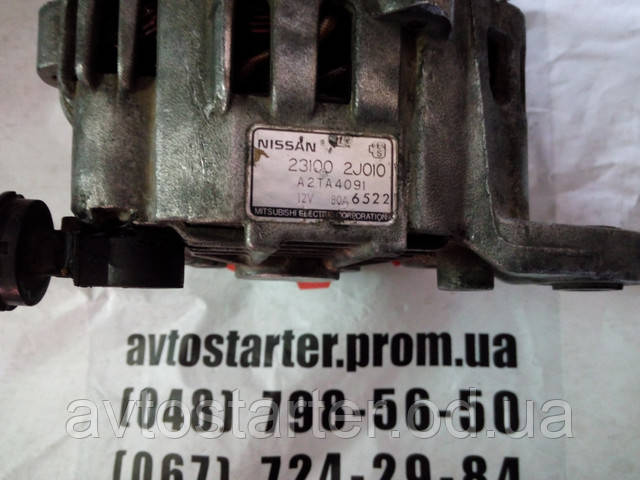 NISSAN
23100 2J010
A2TA4091
12V 80A 6522
MITSUBISHI ELECTRIC CORPORATION
avtostarter.prom.ua
(048) 798-56-50
avtostarter.od.ua
(067) 724-29-84